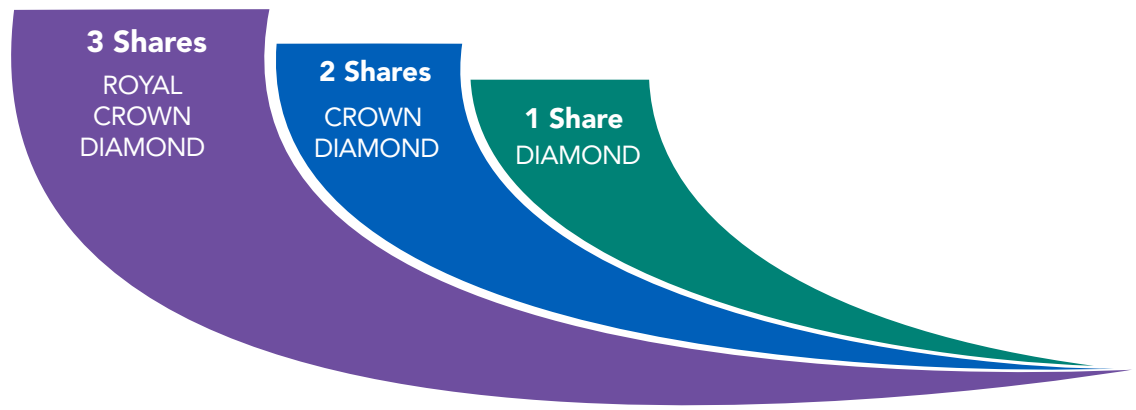 3 Shares
ROYAL
CROWN
DIAMOND
2 Shares
CROWN
DIAMOND
1 Share
DIAMOND